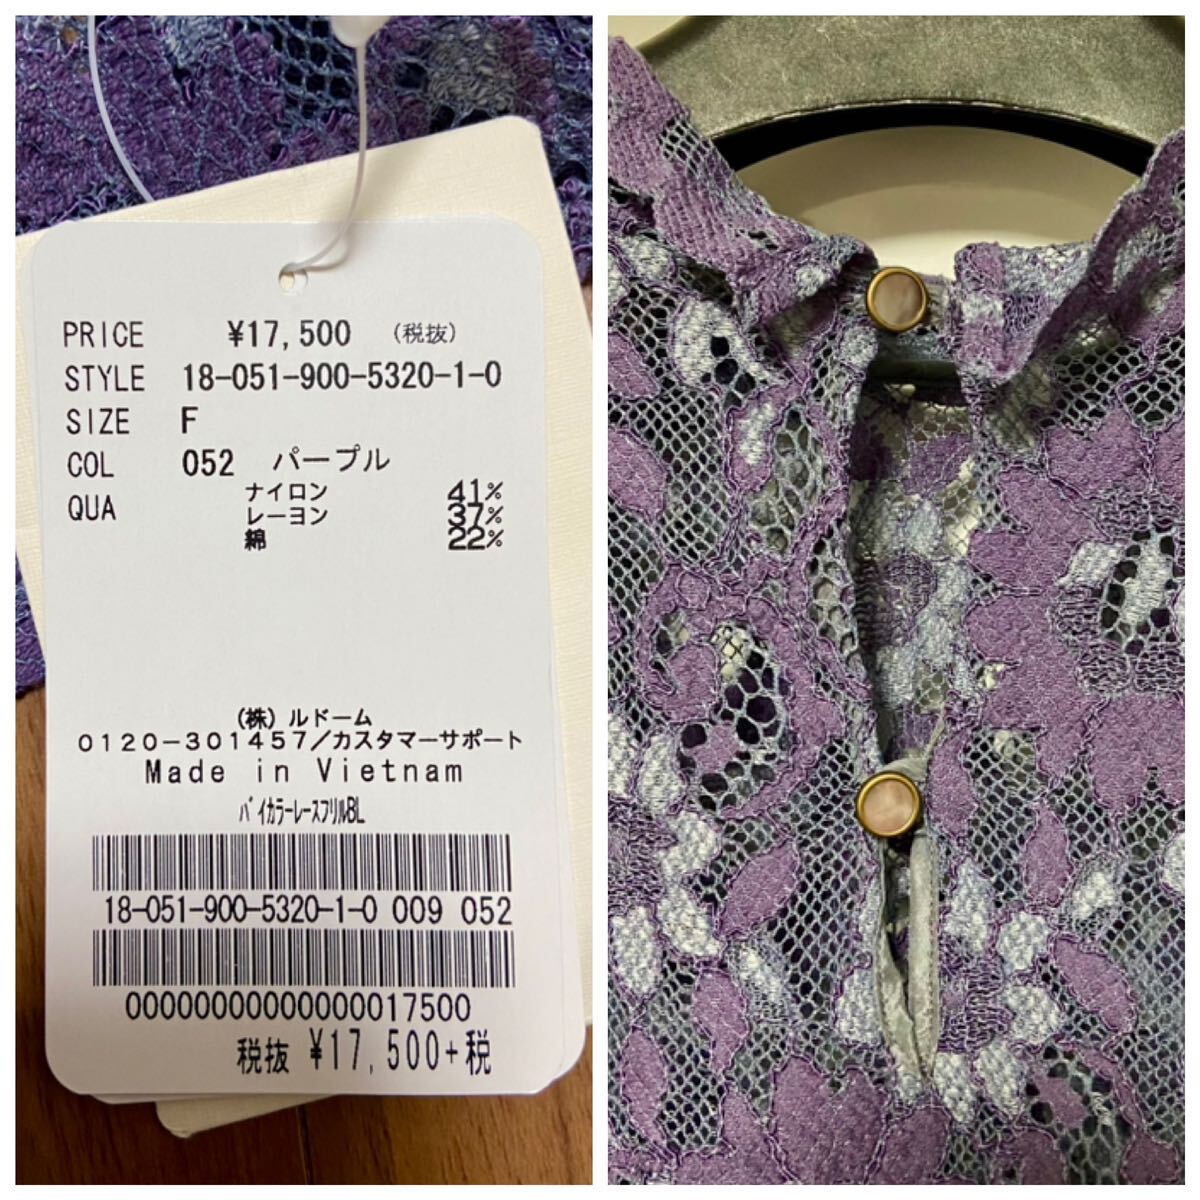 PRICE ¥17,500 (税抜)
STYLE 18-051-900-5320-1-0
SIZE F
COL 052 パープル
QUA ナイロン 41%
レーヨン 37%
綿 22%
(株)ルドーム
0120-301457/カスタマーサポート
Made in Vietnam
ﾊﾞｲｶﾗｰﾚｰｽﾌﾘﾙBL
18-051-900-5320-1-0 009 052
00000000000000017500
税抜 ¥17,500+税